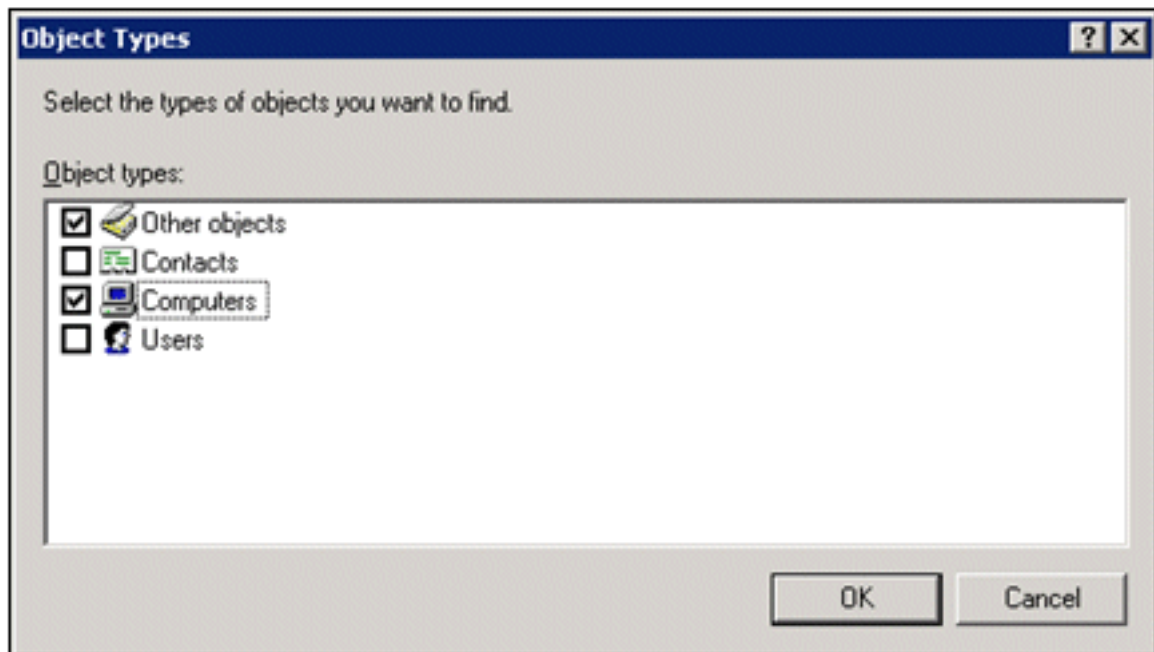 Object Types
Select the types of objects you want to find.
Object types:
Other objects
Contacts
Computers
Users
OK Cancel